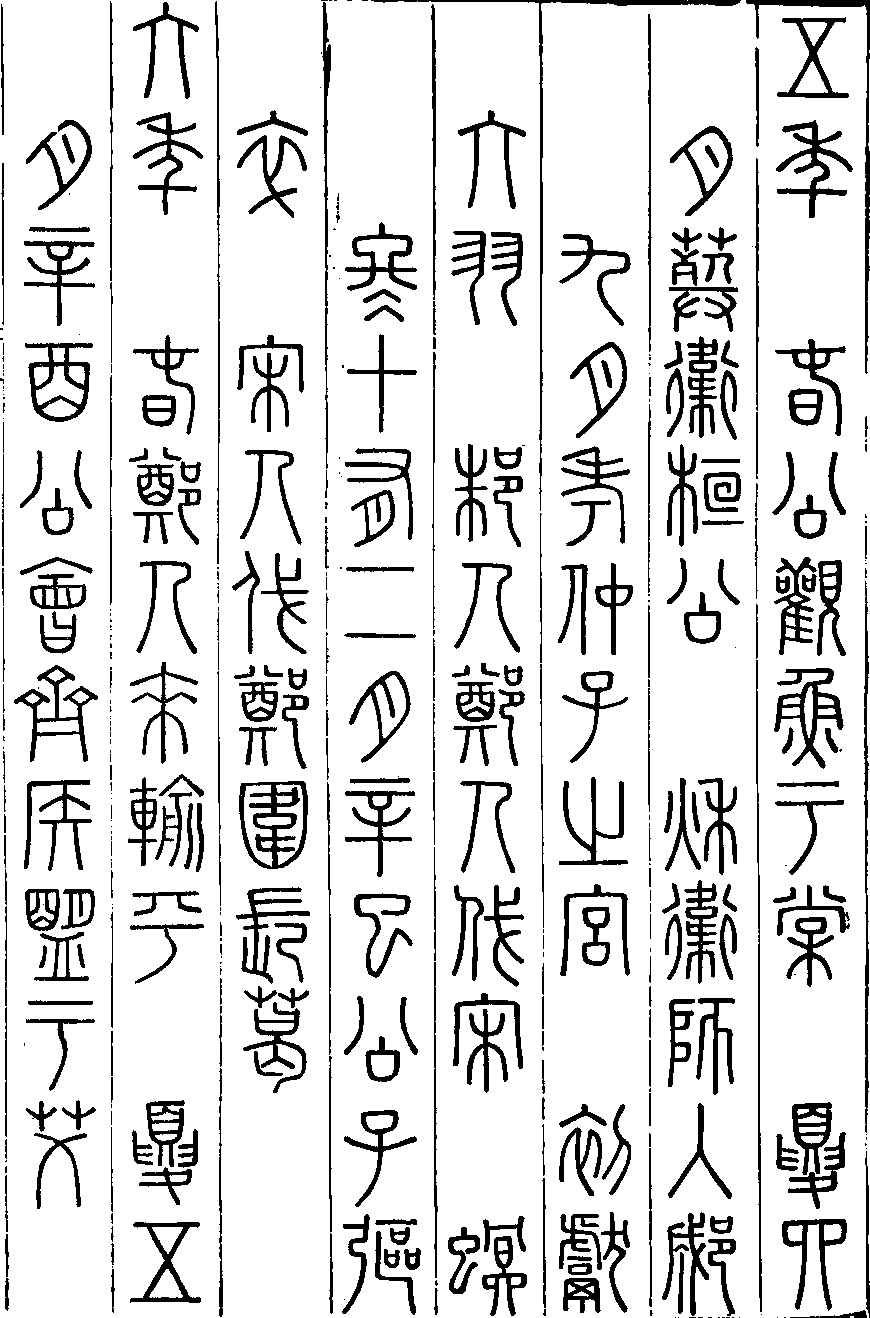 五年　春公觀魚于棠　夏四
月葬衛桓公　秋衛師入郕
九月考仲子之宮　初獻
六羽　邾人鄭人伐宋　螟
冬十有二月辛巳公子彄
卒　宋人伐鄭圍長葛
六年　春鄭人來輸平　夏五
月辛酉公會齊侯盟于艾